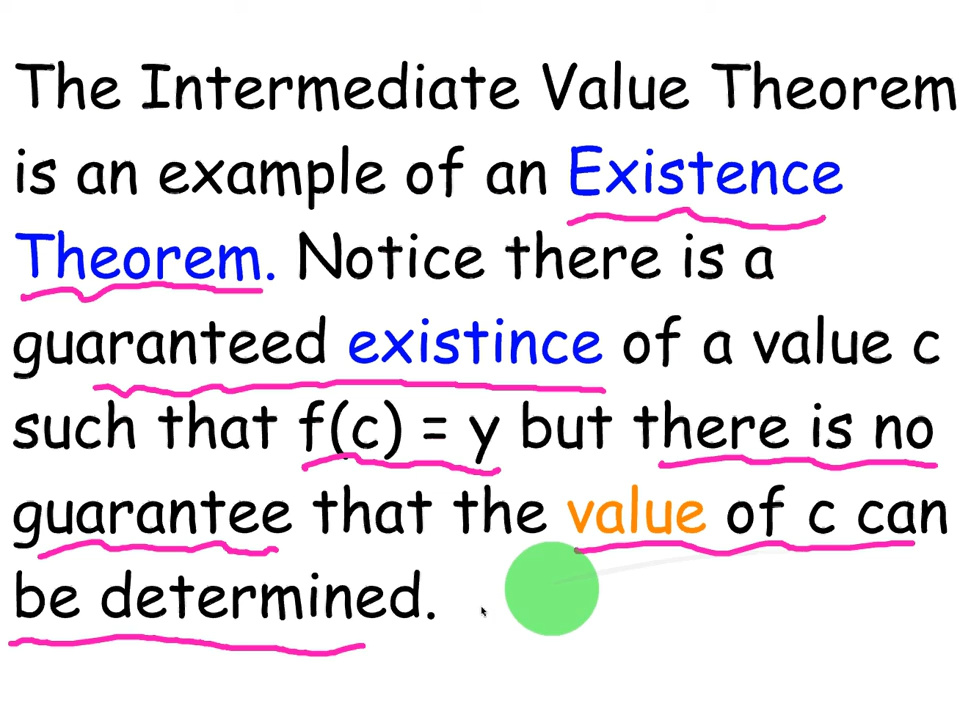 The Intermediate Value Theorem
is an example of an Existence
Theorem. Notice there is a
guaranteed existince of a value c
such that f(c) = y but there is no
guarantee that the value of c can
be determined.